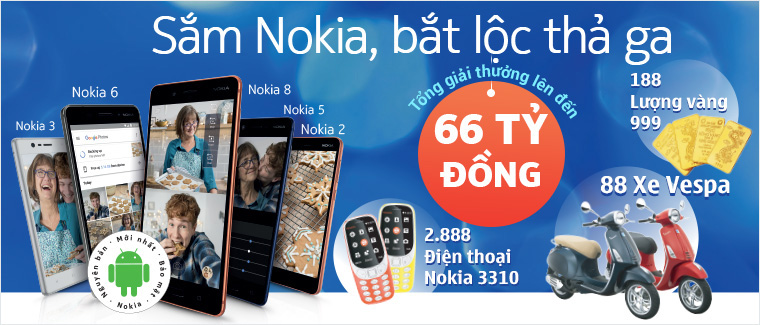 Sắm Nokia, bắt lộc thả ga
Tổng giải thưởng lên đến
66 TỶ
ĐỒNG
188
Lượng vàng
999
88 Xe Vespa
2.888
Điện thoại
Nokia 3310
Nokia 3
Nokia 6
Nokia 8
Nokia 5
Nokia 2
Google Photos
Nguyên bản · Mới nhất · Bảo mật · Nokia ·